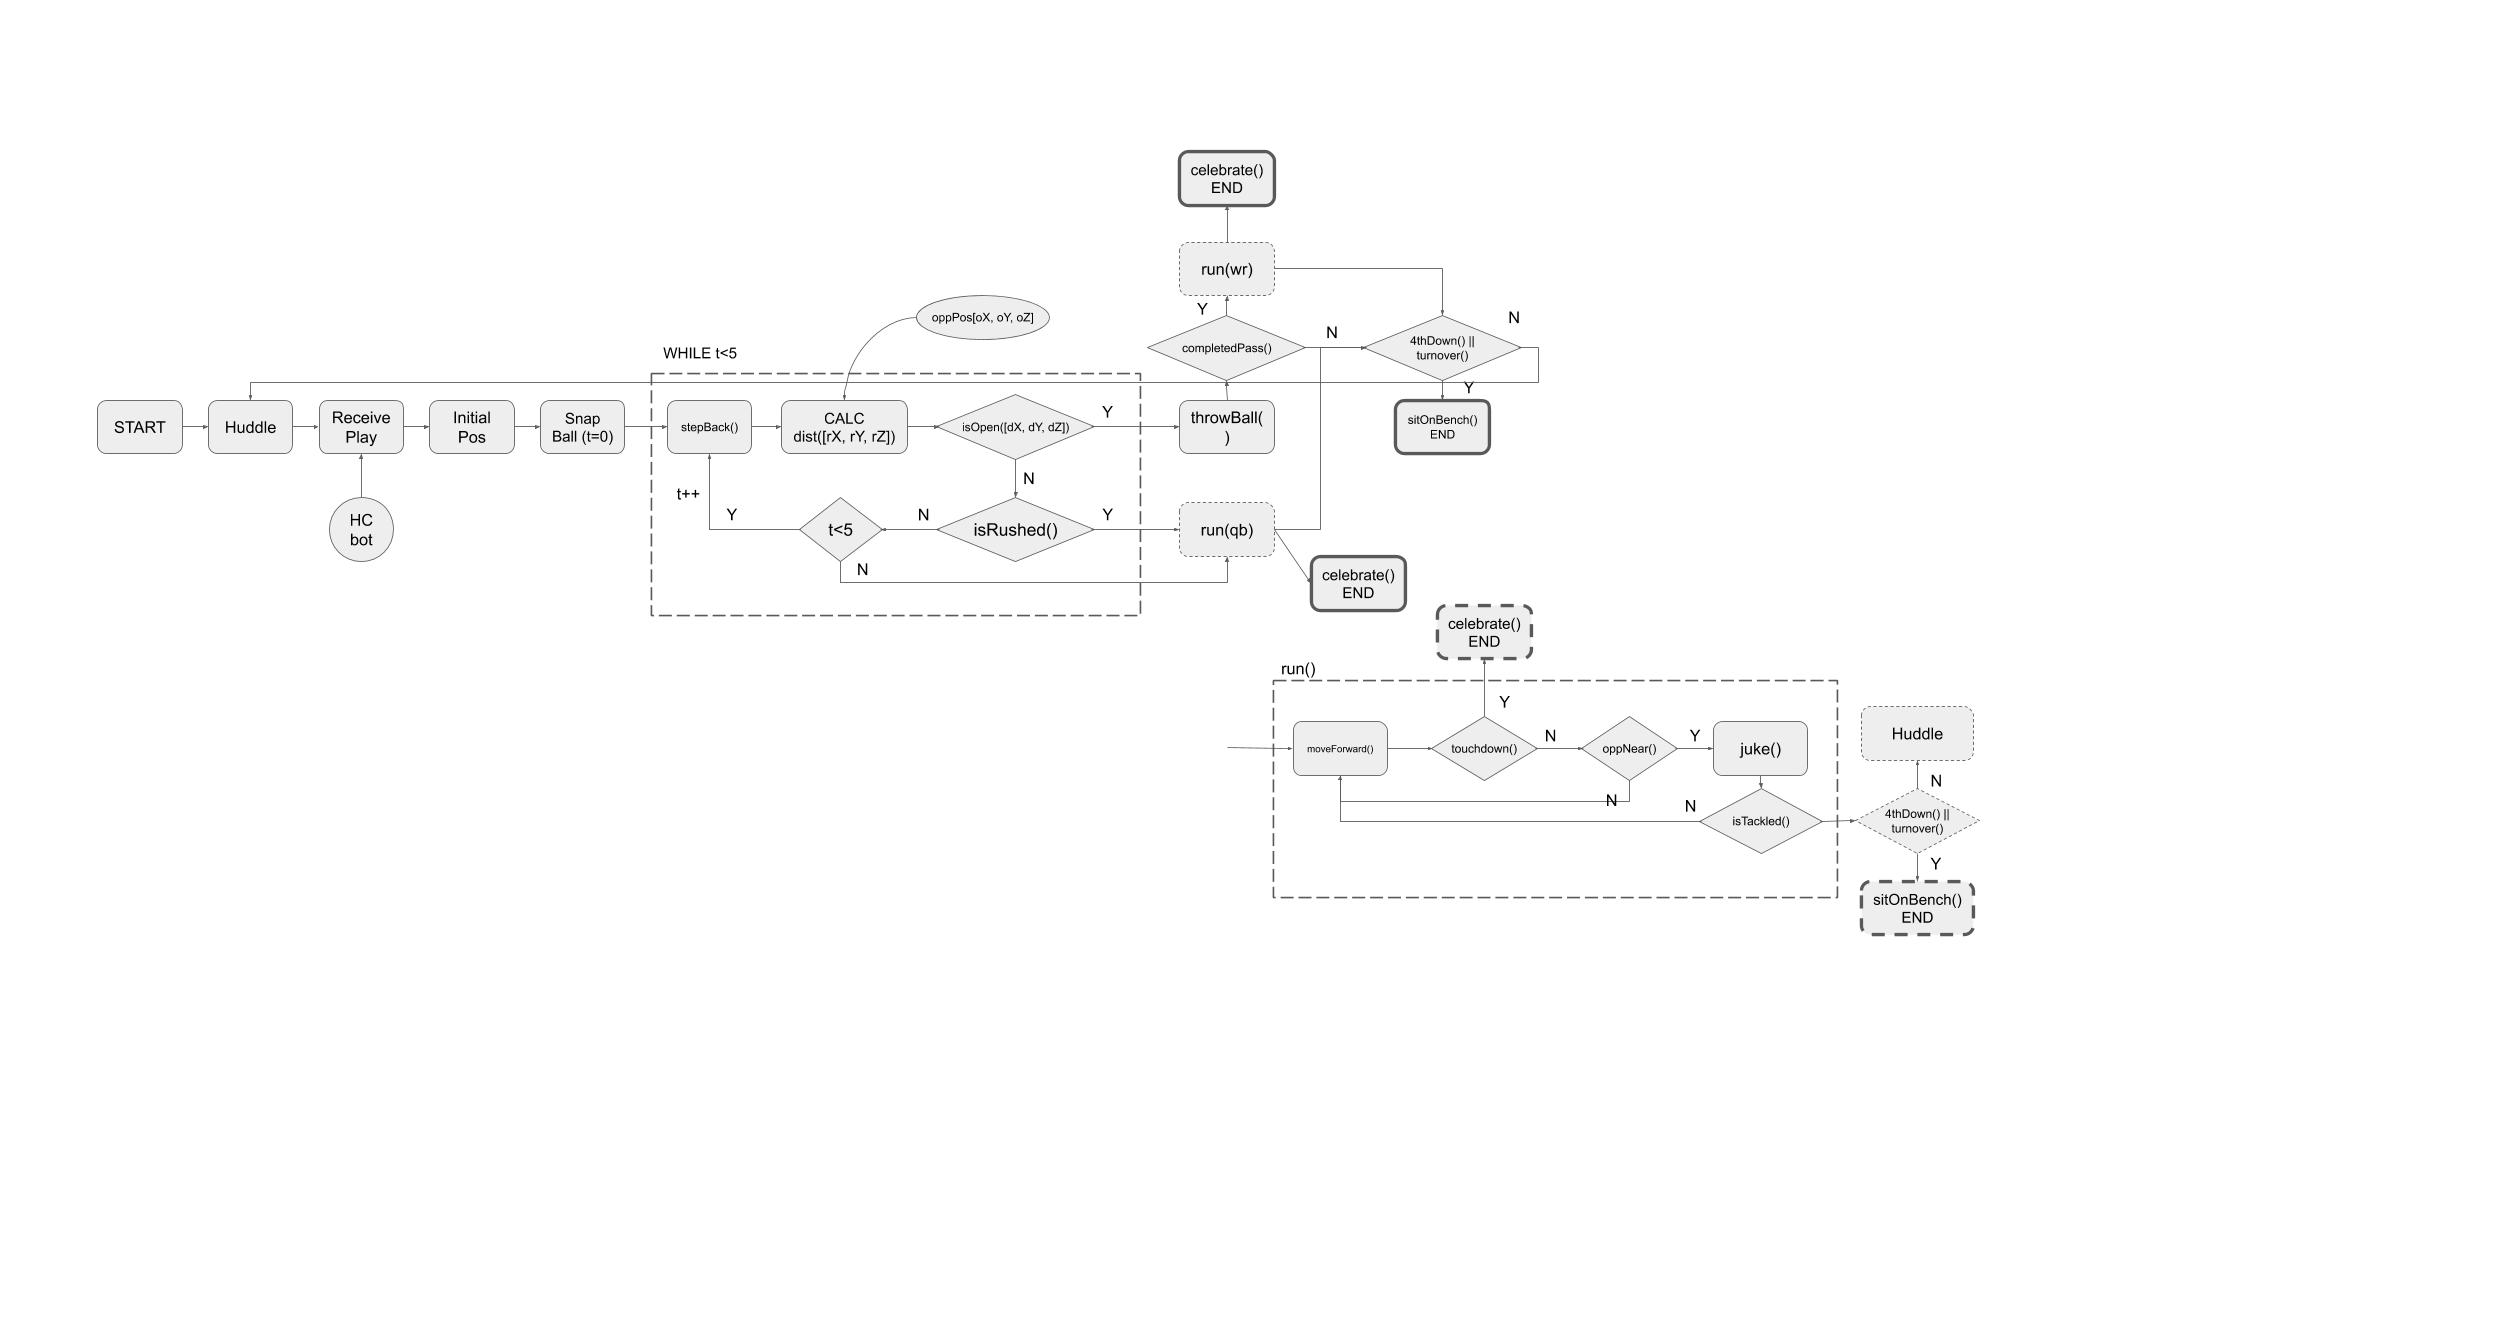 celebrate()
END
run(wr)
Y
completedPass()
N
4thDown() ||
turnover()
N
Y
sitOnBench()
END
oppPos[oX, oY, oZ]
WHILE t<5
START
Huddle
Receive
Play
Initial
Pos
Snap
Ball (t=0)
stepBack()
CALC
dist([rX, rY, rZ])
isOpen([dX, dY, dZ])
Y
throwBall(
)
N
t++
Y
t<5
N
isRushed()
Y
run(qb)
N
HC
bot
celebrate()
END
celebrate()
END
run()
Y
moveForward()
touchdown()
N
oppNear()
Y
juke()
N
N
isTackled()
Huddle
N
4thDown() ||
turnover()
Y
sitOnBench()
END